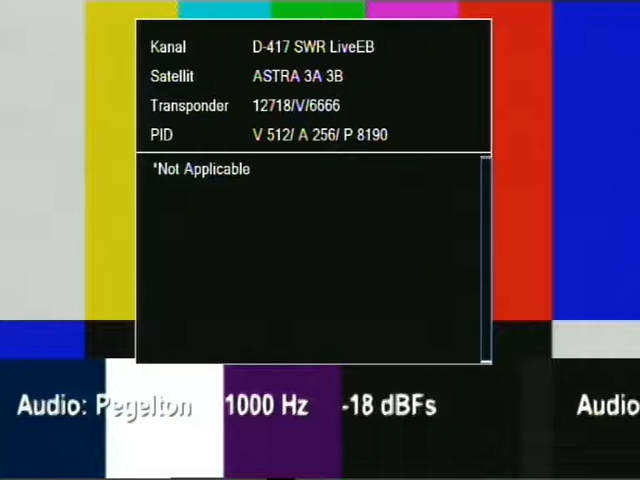 Kanal D-417 SWR LiveEB
Satellit ASTRA 3A 3B
Transponder 12718/V/6666
PID V 512/ A 256/ P 8190
*Not Applicable
Audio: Pegelton 1000 Hz -18 dBFs Audio